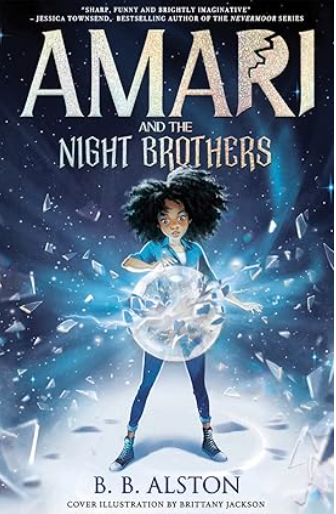 "SHARP, FUNNY AND BRIGHTLY IMAGINATIVE"
– JESSICA TOWNSEND, BESTSELLING AUTHOR OF THE NEVERMOOR SERIES
AMARI
AND THE
NIGHT BROTHERS
B. B. ALSTON
COVER ILLUSTRATION BY BRITTANY JACKSON